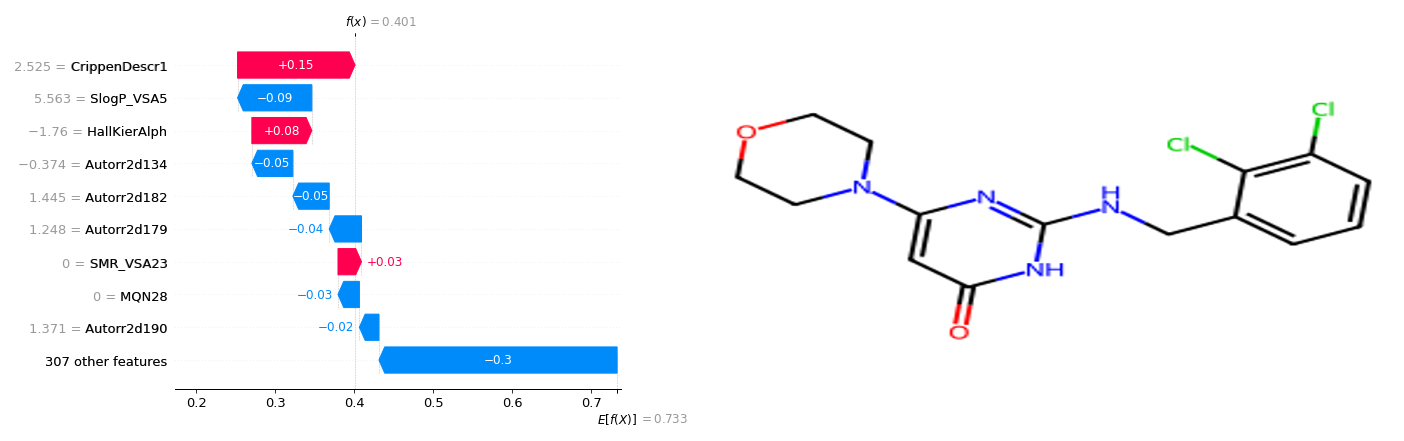 f(x) = 0.401
2.525 = CrippenDescr1
+0.15
5.563 = SlogP_VSA5
−0.09
−1.76 = HallKierAlph
+0.08
−0.374 = Autorr2d134
−0.05
1.445 = Autorr2d182
−0.05
1.248 = Autorr2d179
−0.04
0 = SMR_VSA23
+0.03
0 = MQN28
−0.03
1.371 = Autorr2d190
−0.02
307 other features
−0.3
0.2 0.3 0.4 0.5 0.6 0.7
E[f(X)] = 0.733
Cl
O
Cl
H
N
N
N
NH
O